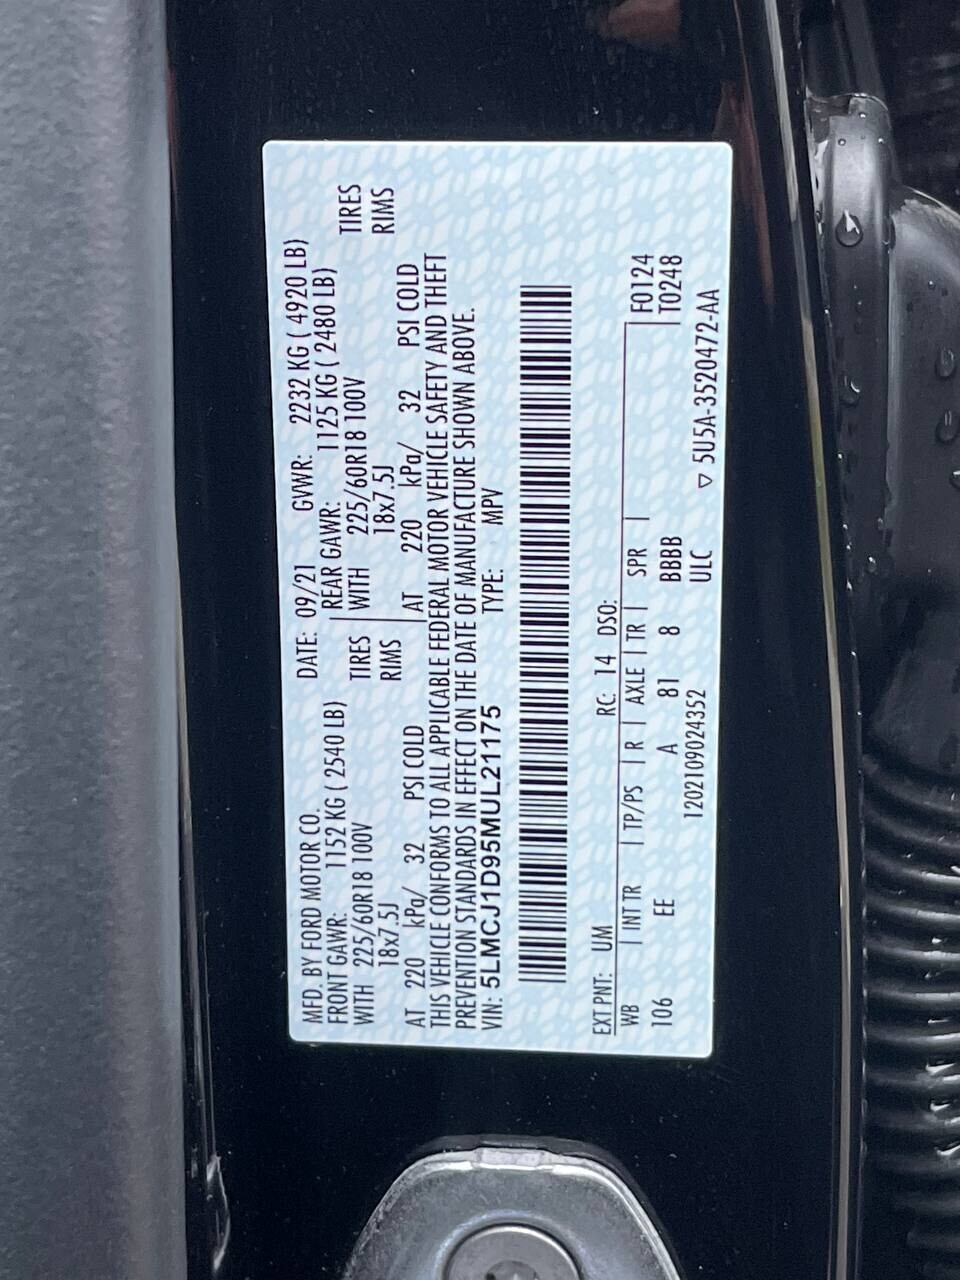 MFD. BY FORD MOTOR CO. DATE: 09/21 GVWR: 2232 KG ( 4920 LB)
FRONT GAWR: 1152 KG ( 2540 LB) REAR GAWR: 1125 KG ( 2480 LB)
WITH 225/60R18 100V TIRES WITH 225/60R18 100V TIRES
18x7.5J RIMS 18x7.5J RIMS
AT 220 kPa/ 32 PSI COLD AT 220 kPa/ 32 PSI COLD
THIS VEHICLE CONFORMS TO ALL APPLICABLE FEDERAL MOTOR VEHICLE SAFETY AND THEFT
PREVENTION STANDARDS IN EFFECT ON THE DATE OF MANUFACTURE SHOWN ABOVE.
VIN: 5LMCJ1D95MUL21175 TYPE: MPV
EXT PNT: UM RC: 14 DSO:
WB INT TR TP/PS R AXLE TR SPR F0124
106 EE A 81 8 BBBB T0248
1202109024352 ULC
▽ 5U5A-3520472-AA